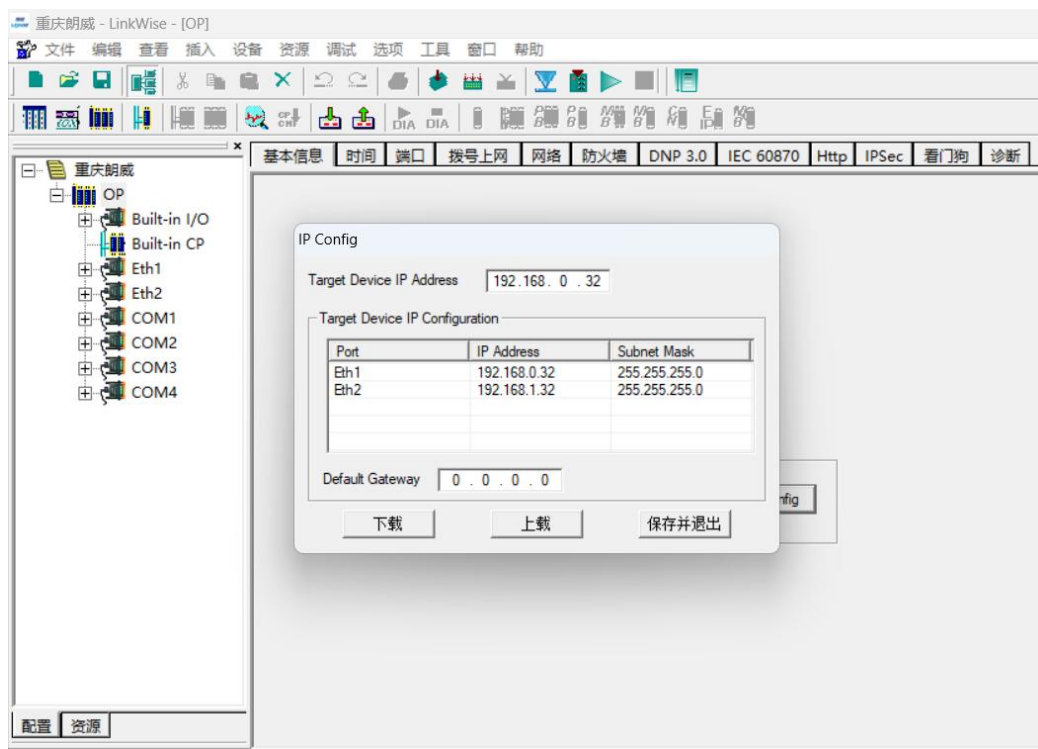 重庆朗威 - LinkWise - [OP]
文件 编辑 查看 插入 设备 资源 调试 选项 工具 窗口 帮助
DIA DIA
基本信息 时间 端口 拨号上网 网络 防火墙 DNP 3.0 IEC 60870 Http IPSec 看门狗 诊断
重庆朗威
OP
Built-in I/O
Built-in CP
Eth1
Eth2
COM1
COM2
COM3
COM4
IP Config
Target Device IP Address 192.168. 0 . 32
Target Device IP Configuration
Port IP Address Subnet Mask
Eth1 192.168.0.32 255.255.255.0
Eth2 192.168.1.32 255.255.255.0
Default Gateway 0 . 0 . 0 . 0
nfig
下载 上载 保存并退出
配置 资源